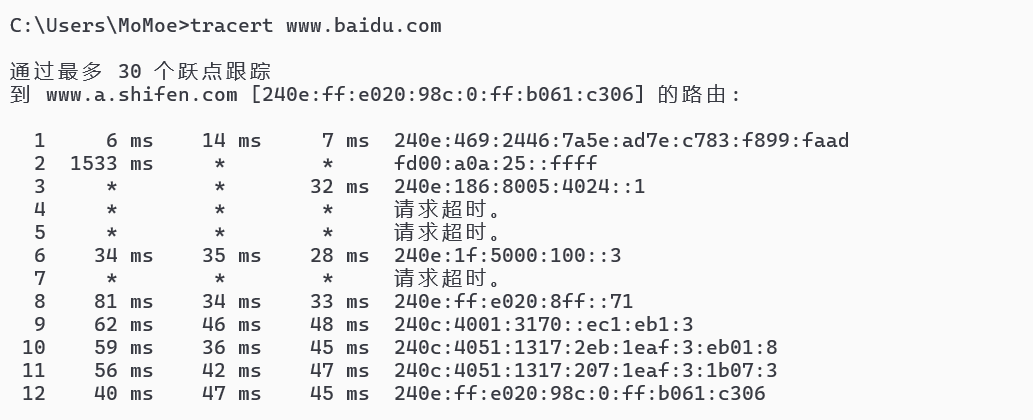 C:\Users\MoMoe>tracert www.baidu.com
通过最多 30 个跃点跟踪
到 www.a.shifen.com [240e:ff:e020:98c:0:ff:b061:c306] 的路由:
1 6 ms 14 ms 7 ms 240e:469:2446:7a5e:ad7e:c783:f899:faad
2 1533 ms * * fd00:a0a:25::ffff
3 * * 32 ms 240e:186:8005:4024::1
4 * * * 请求超时。
5 * * * 请求超时。
6 34 ms 35 ms 28 ms 240e:1f:5000:100::3
7 * * * 请求超时。
8 81 ms 34 ms 33 ms 240e:ff:e020:8ff::71
9 62 ms 46 ms 48 ms 240c:4001:3170::ec1:eb1:3
10 59 ms 36 ms 45 ms 240c:4051:1317:2eb:1eaf:3:eb01:8
11 56 ms 42 ms 47 ms 240c:4051:1317:207:1eaf:3:1b07:3
12 40 ms 47 ms 45 ms 240e:ff:e020:98c:0:ff:b061:c306